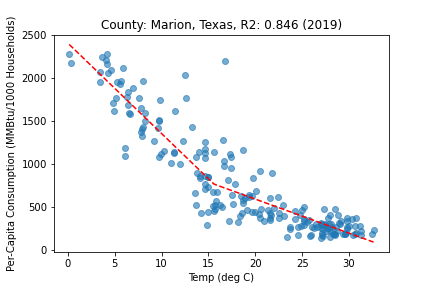 County: Marion, Texas, R2: 0.846 (2019)
Per-Capita Consumption (MMBtu/1000 Households)
2500
2000
1500
1000
500
0
0 5 10 15 20 25 30
Temp (deg C)